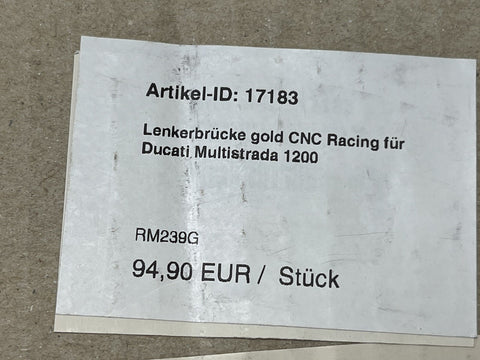 Artikel-ID: 17183
Lenkerbrücke gold CNC Racing für
Ducati Multistrada 1200
RM239G
94,90 EUR / Stück